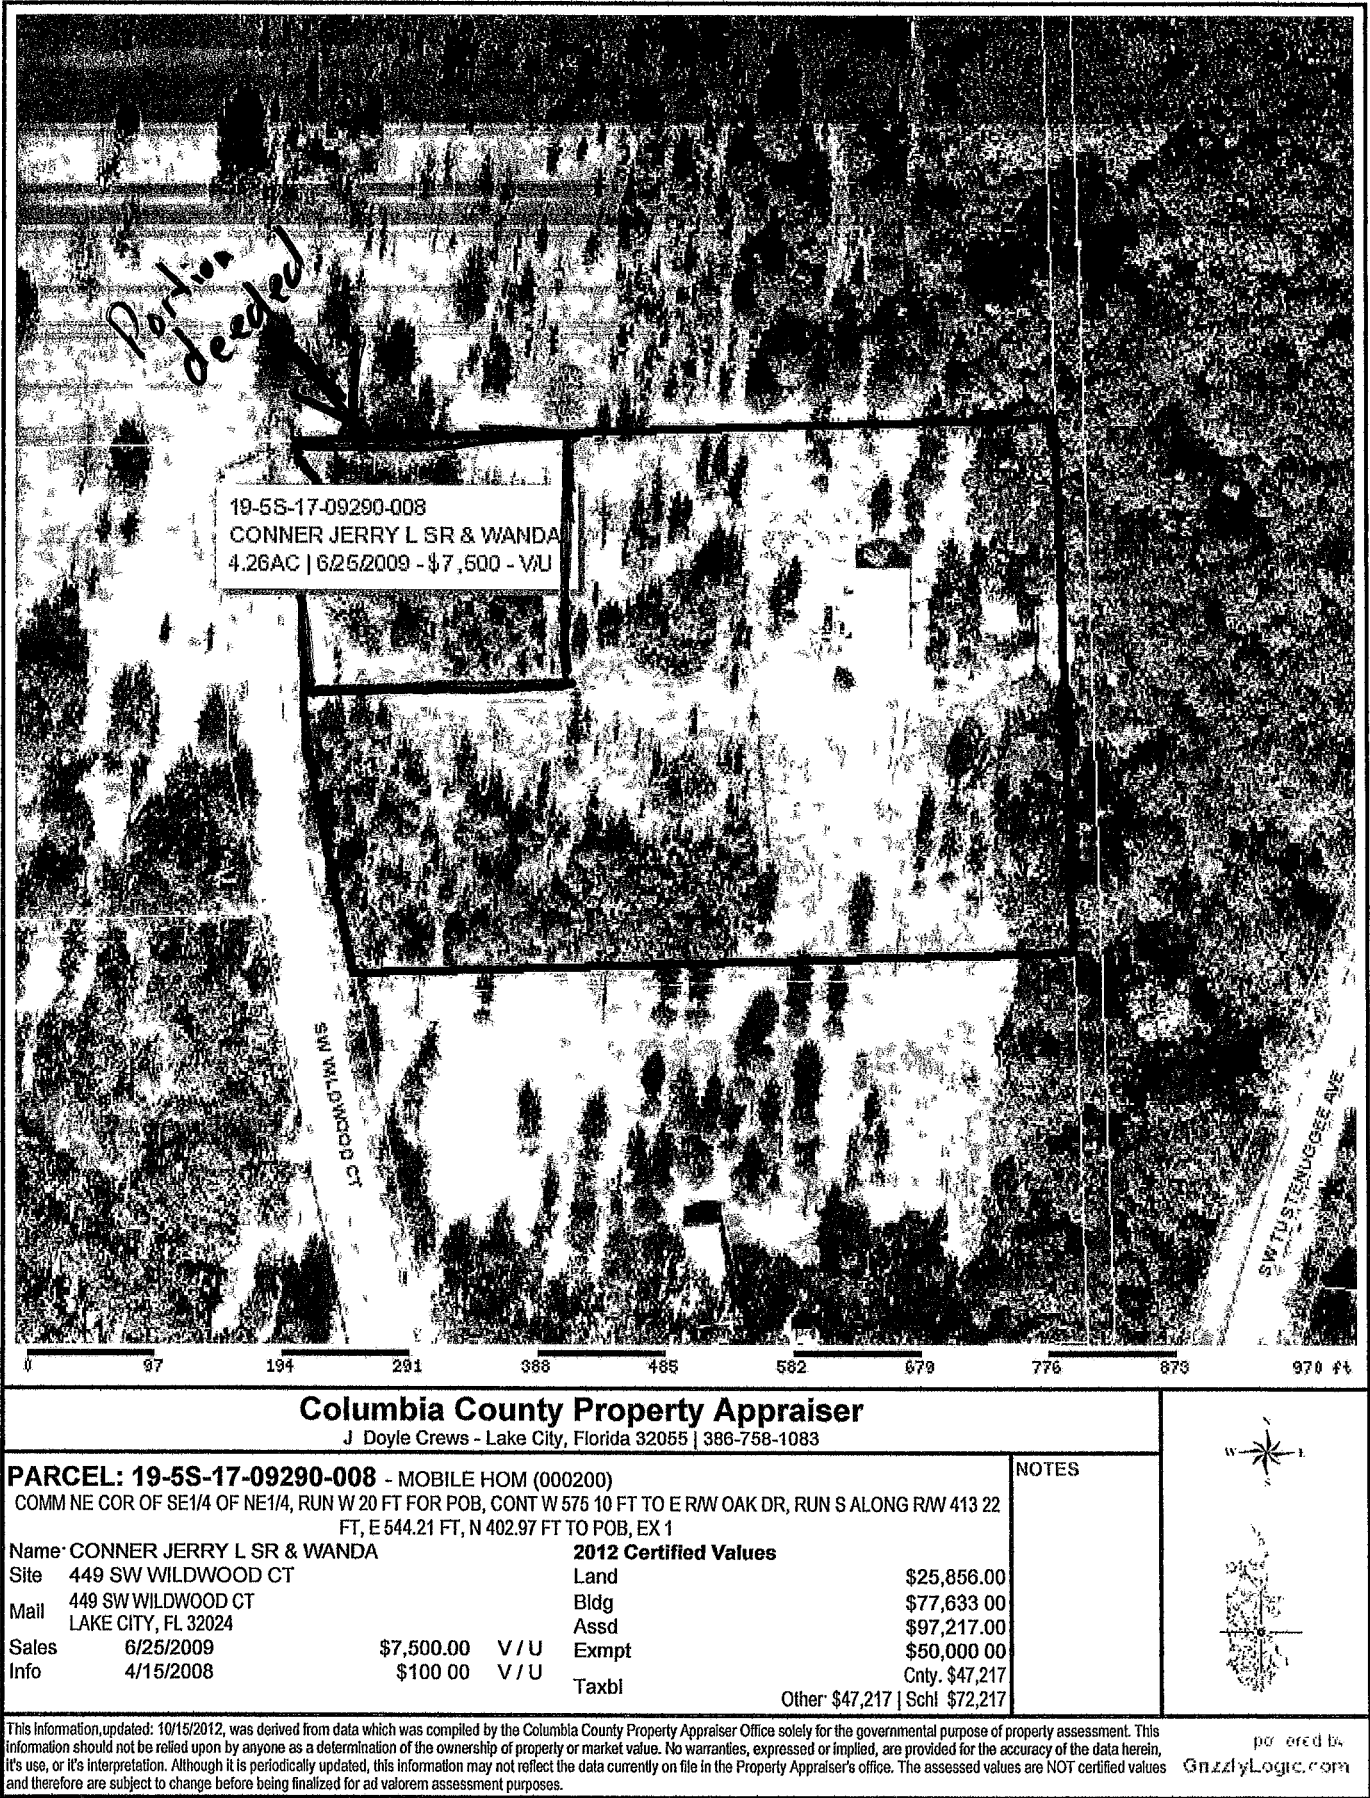 Portion
deeded
19-5S-17-09290-008
CONNER JERRY L SR & WANDA
4.26AC | 6/25/2009 - $7,500 - V/U
SW WILDWOOD CT
SW TUSTENUGGEE AVE
0 97 194 291 388 485 582 679 776 873 970 ft
Columbia County Property Appraiser
J Doyle Crews - Lake City, Florida 32055 | 386-758-1083
PARCEL: 19-5S-17-09290-008 - MOBILE HOM (000200)
COMM NE COR OF SE1/4 OF NE1/4, RUN W 20 FT FOR POB, CONT W 575 10 FT TO E R/W OAK DR, RUN S ALONG R/W 413 22
FT, E 544.21 FT, N 402.97 FT TO POB, EX 1
Name CONNER JERRY L SR & WANDA
Site 449 SW WILDWOOD CT
Mail 449 SW WILDWOOD CT
LAKE CITY, FL 32024
Sales 6/25/2009 $7,500.00 V / U
Info 4/15/2008 $100 00 V / U
2012 Certified Values
Land $25,856.00
Bldg $77,633 00
Assd $97,217.00
Exmpt $50,000 00
Taxbl Cnty. $47,217
Other $47,217 | Schl $72,217
NOTES
N
W E
S
This information,updated: 10/15/2012, was derived from data which was compiled by the Columbia County Property Appraiser Office solely for the governmental purpose of property assessment. This
information should not be relied upon by anyone as a determination of the ownership of property or market value. No warranties, expressed or implied, are provided for the accuracy of the data herein,
it's use, or it's interpretation. Although it is periodically updated, this information may not reflect the data currently on file in the Property Appraiser's office. The assessed values are NOT certified values
and therefore are subject to change before being finalized for ad valorem assessment purposes.
powered by
GrizzlyLogic.com